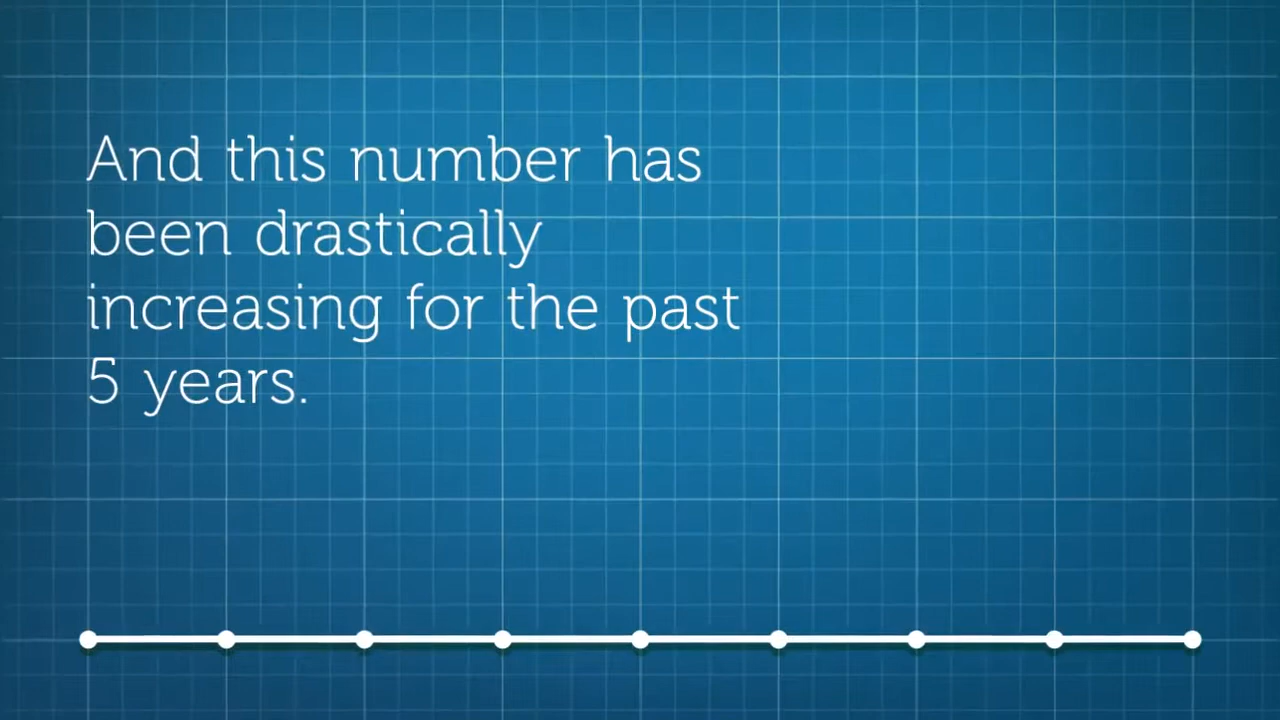 And this number has
been drastically
increasing for the past
5 years.